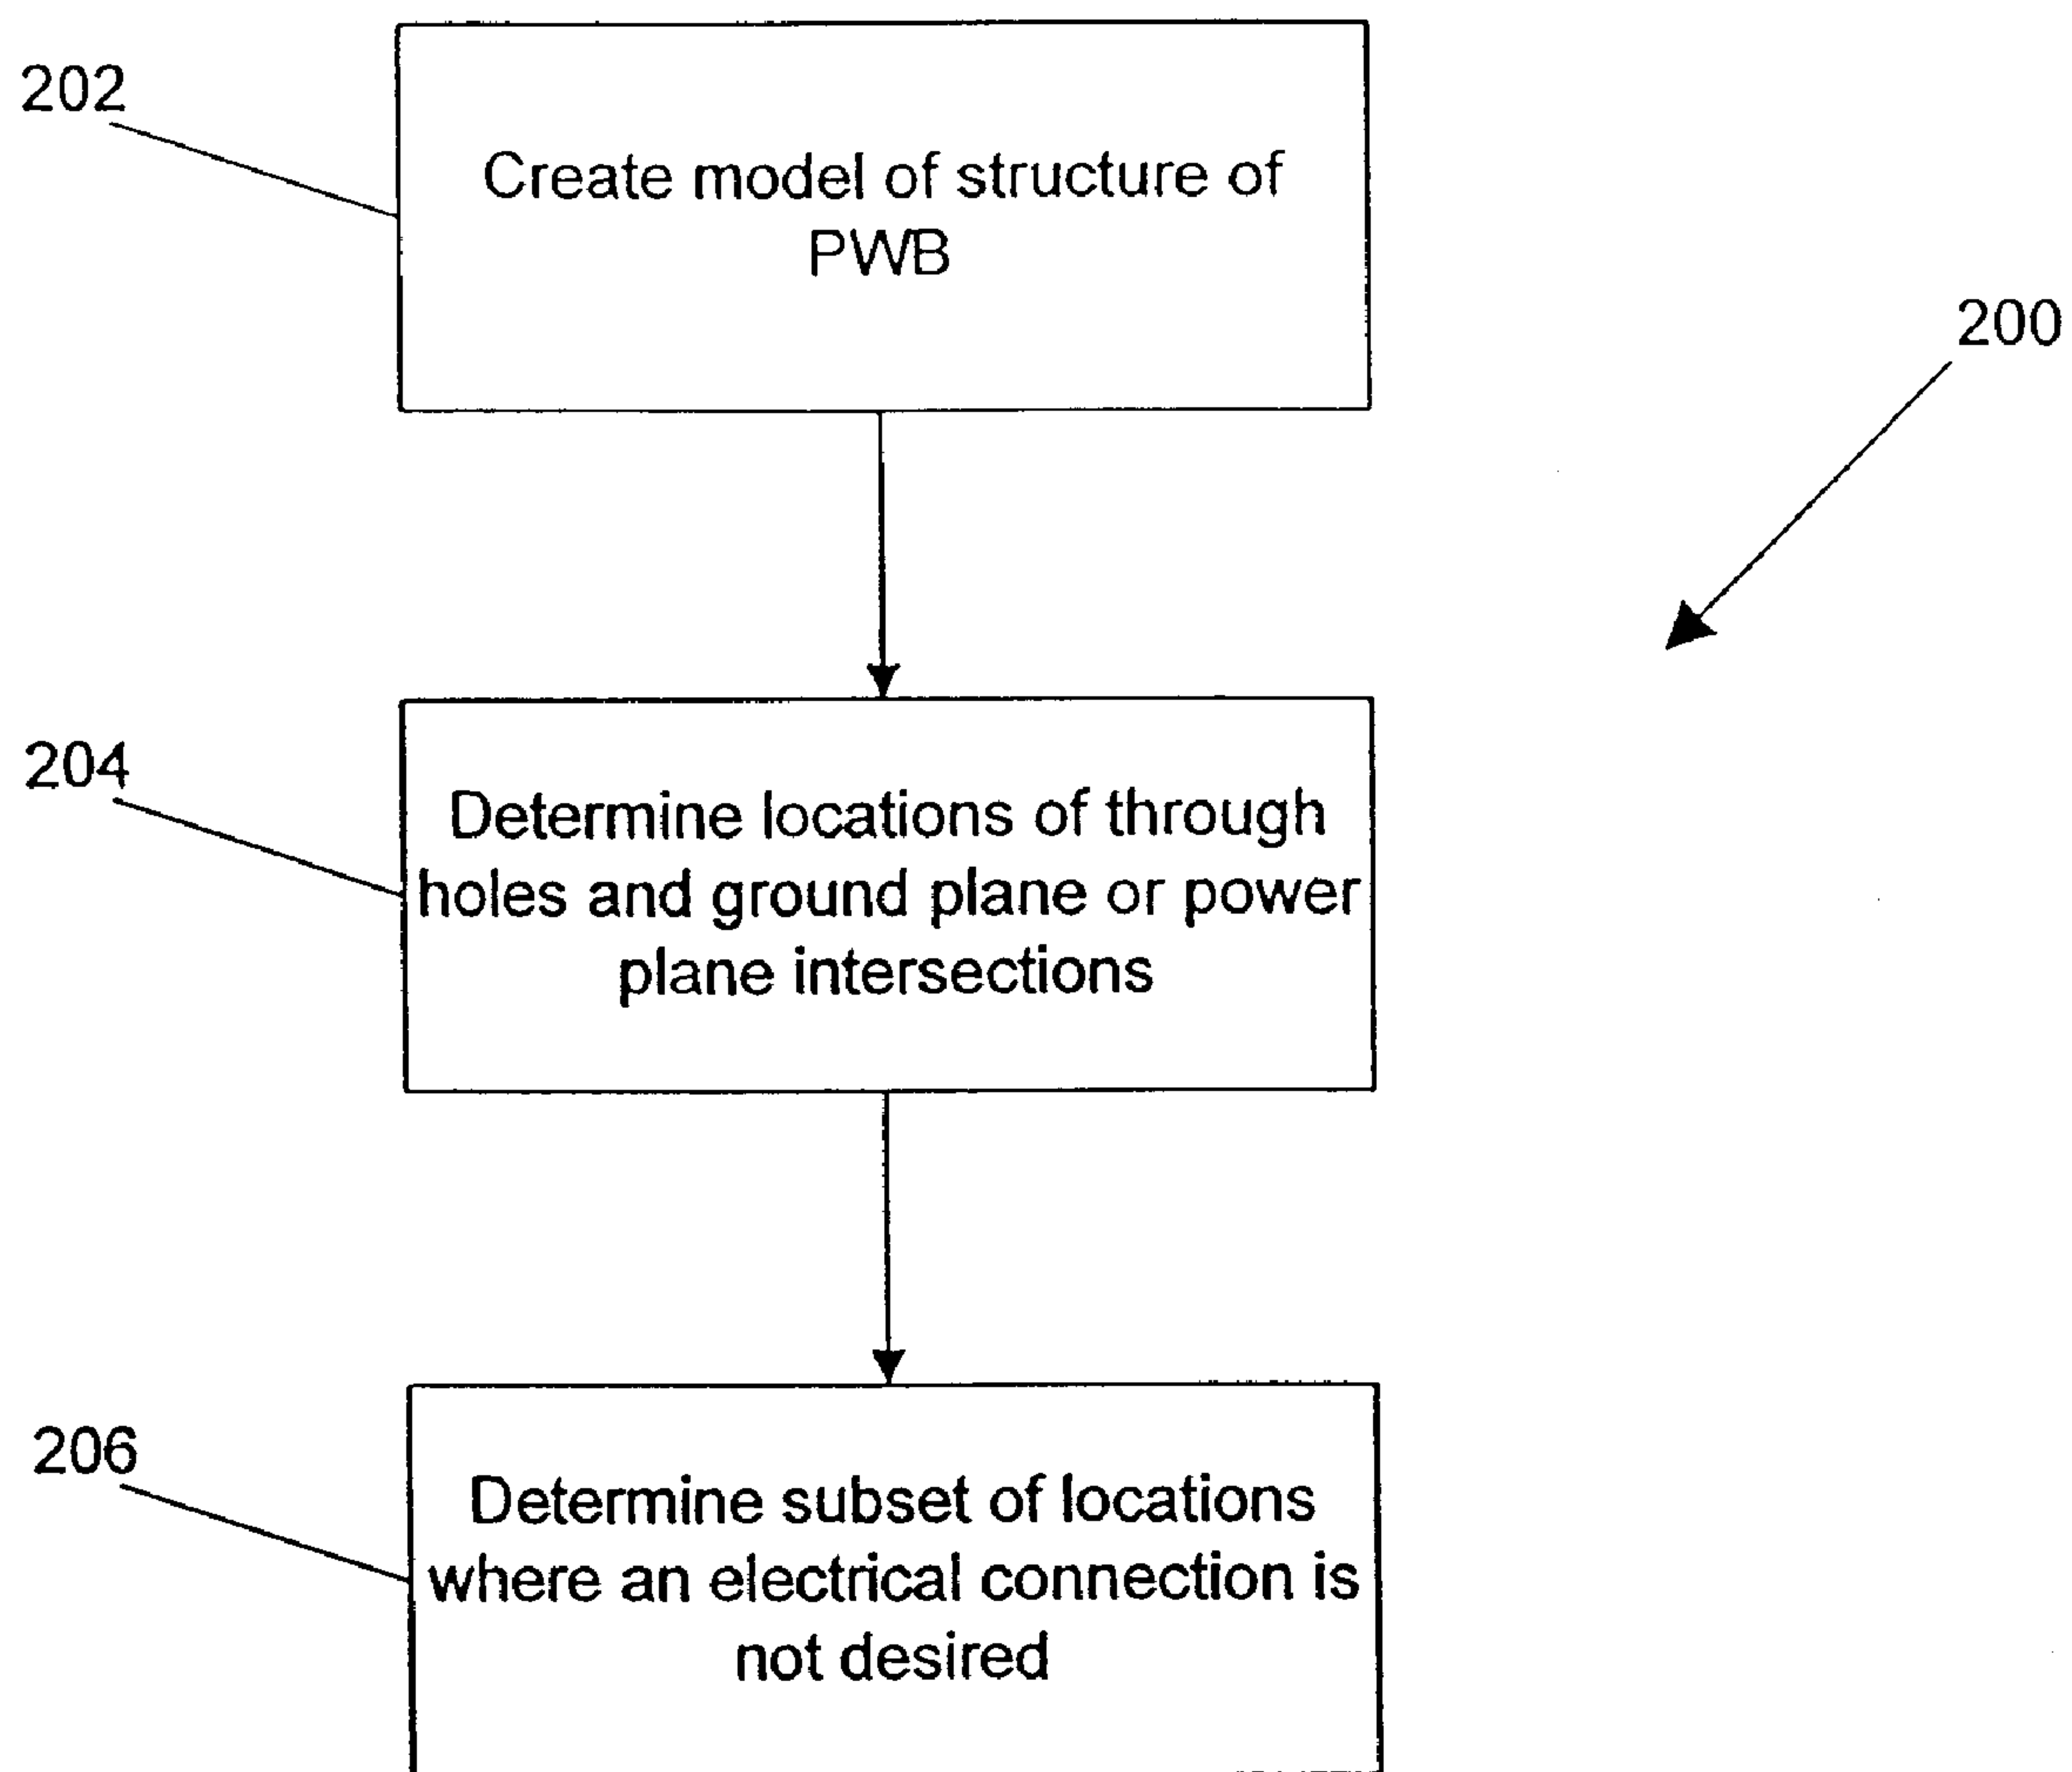 202
Create model of structure of
PWB
200
204
Determine locations of through
holes and ground plane or power
plane intersections
206
Determine subset of locations
where an electrical connection is
not desired